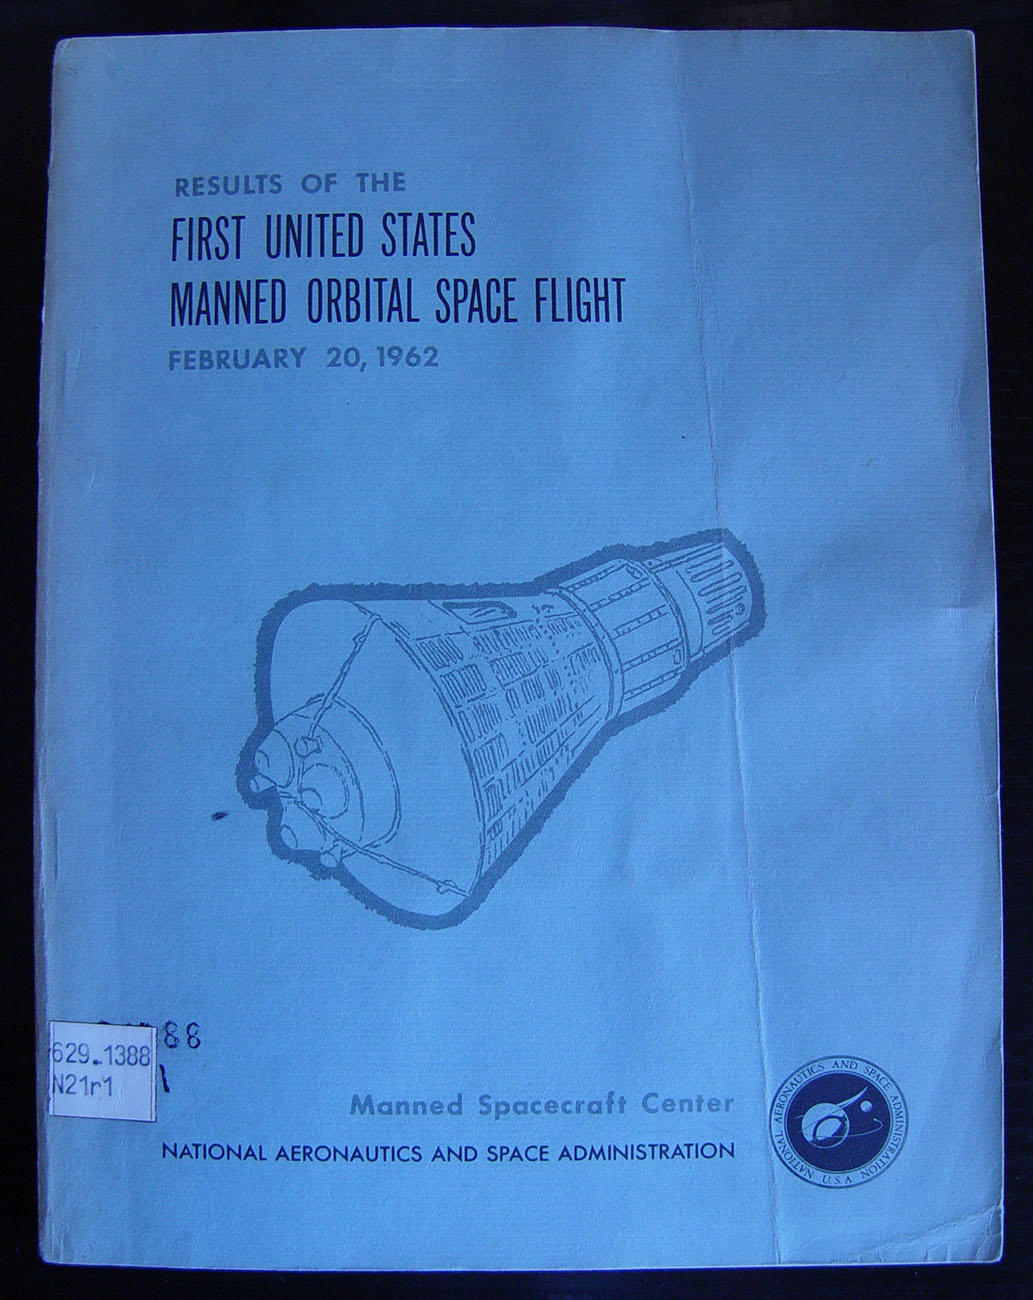 RESULTS OF THE
FIRST UNITED STATES
MANNED ORBITAL SPACE FLIGHT
FEBRUARY 20, 1962
88
629.1388
N21r1
Manned Spacecraft Center
NATIONAL AERONAUTICS AND SPACE ADMINISTRATION
NATIONAL AERONAUTICS AND SPACE ADMINISTRATION
U.S.A.